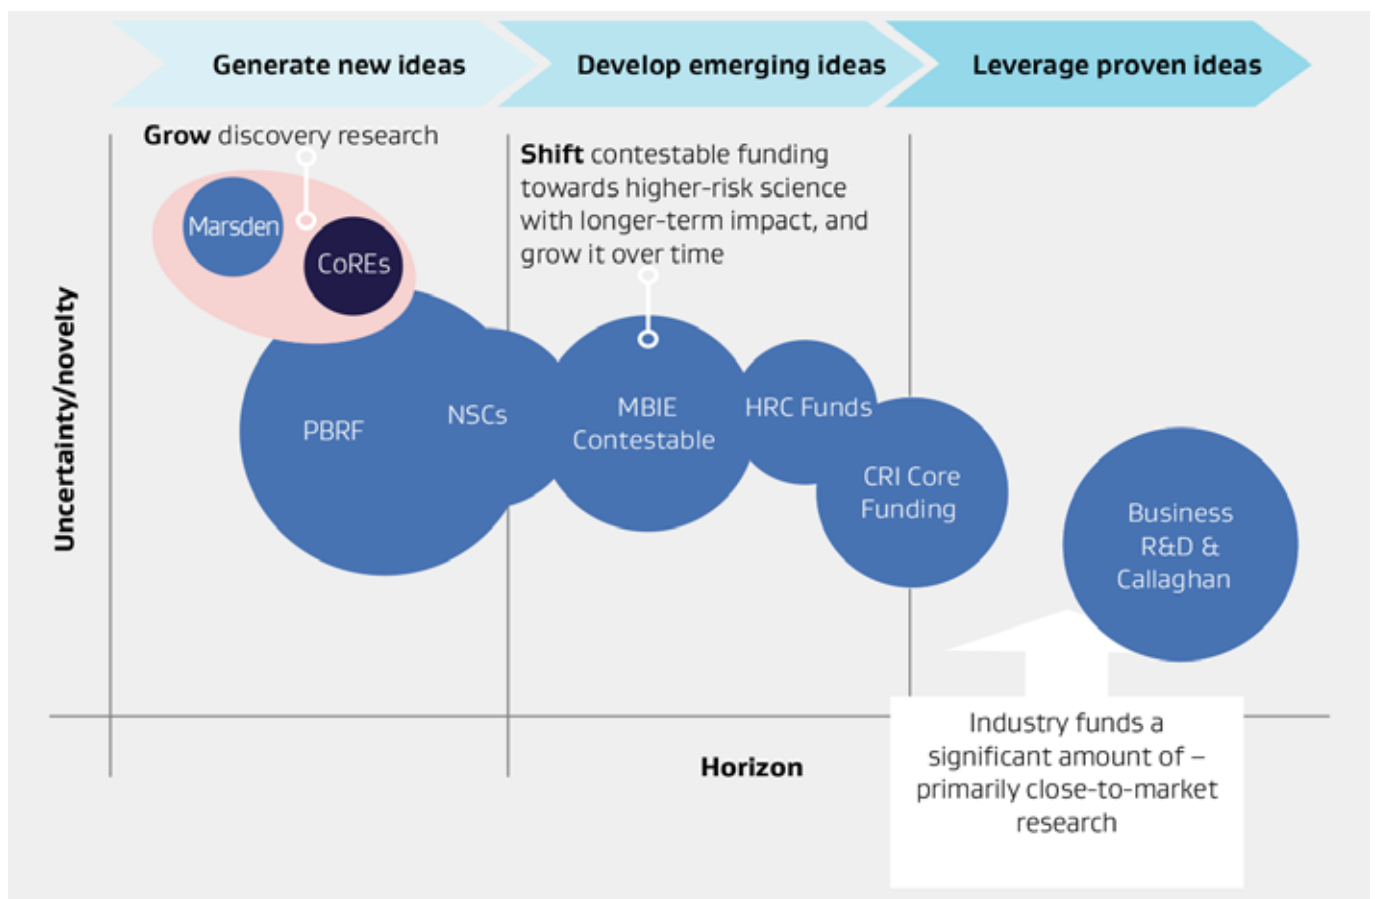 Generate new ideas
Develop emerging ideas
Leverage proven ideas
Grow discovery research
Shift contestable funding
towards higher-risk science
with longer-term impact, and
grow it over time
Marsden
CoREs
Uncertainty/novelty
PBRF
NSCs
MBIE
Contestable
HRC Funds
CRI Core
Funding
Business
R&D &
Callaghan
Industry funds a
significant amount of –
primarily close-to-market
research
Horizon